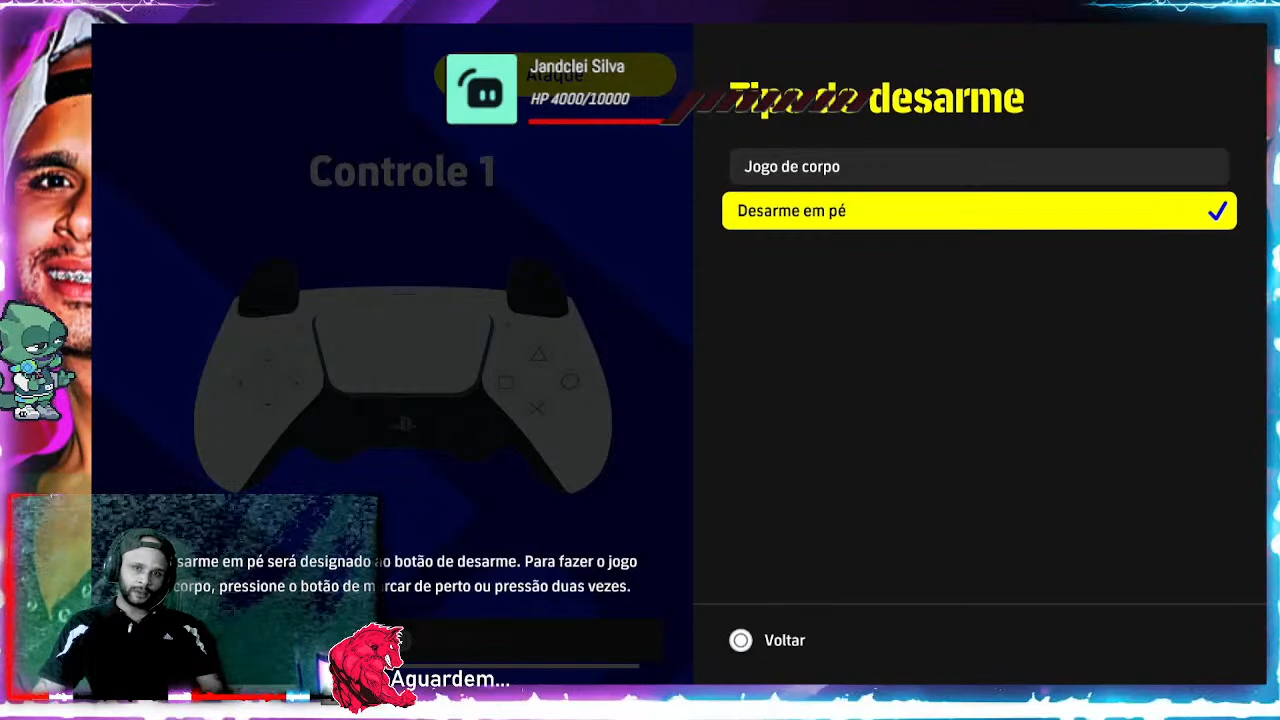 Jandclei Silva
Ataque
HP 4000/10000
Tipo de desarme
Controle 1
Jogo de corpo
Desarme em pé
sarme em pé será designado ao botão de desarme. Para fazer o jogo
corpo, pressione o botão de marcar de perto ou pressão duas vezes.
Voltar
Aguardem...